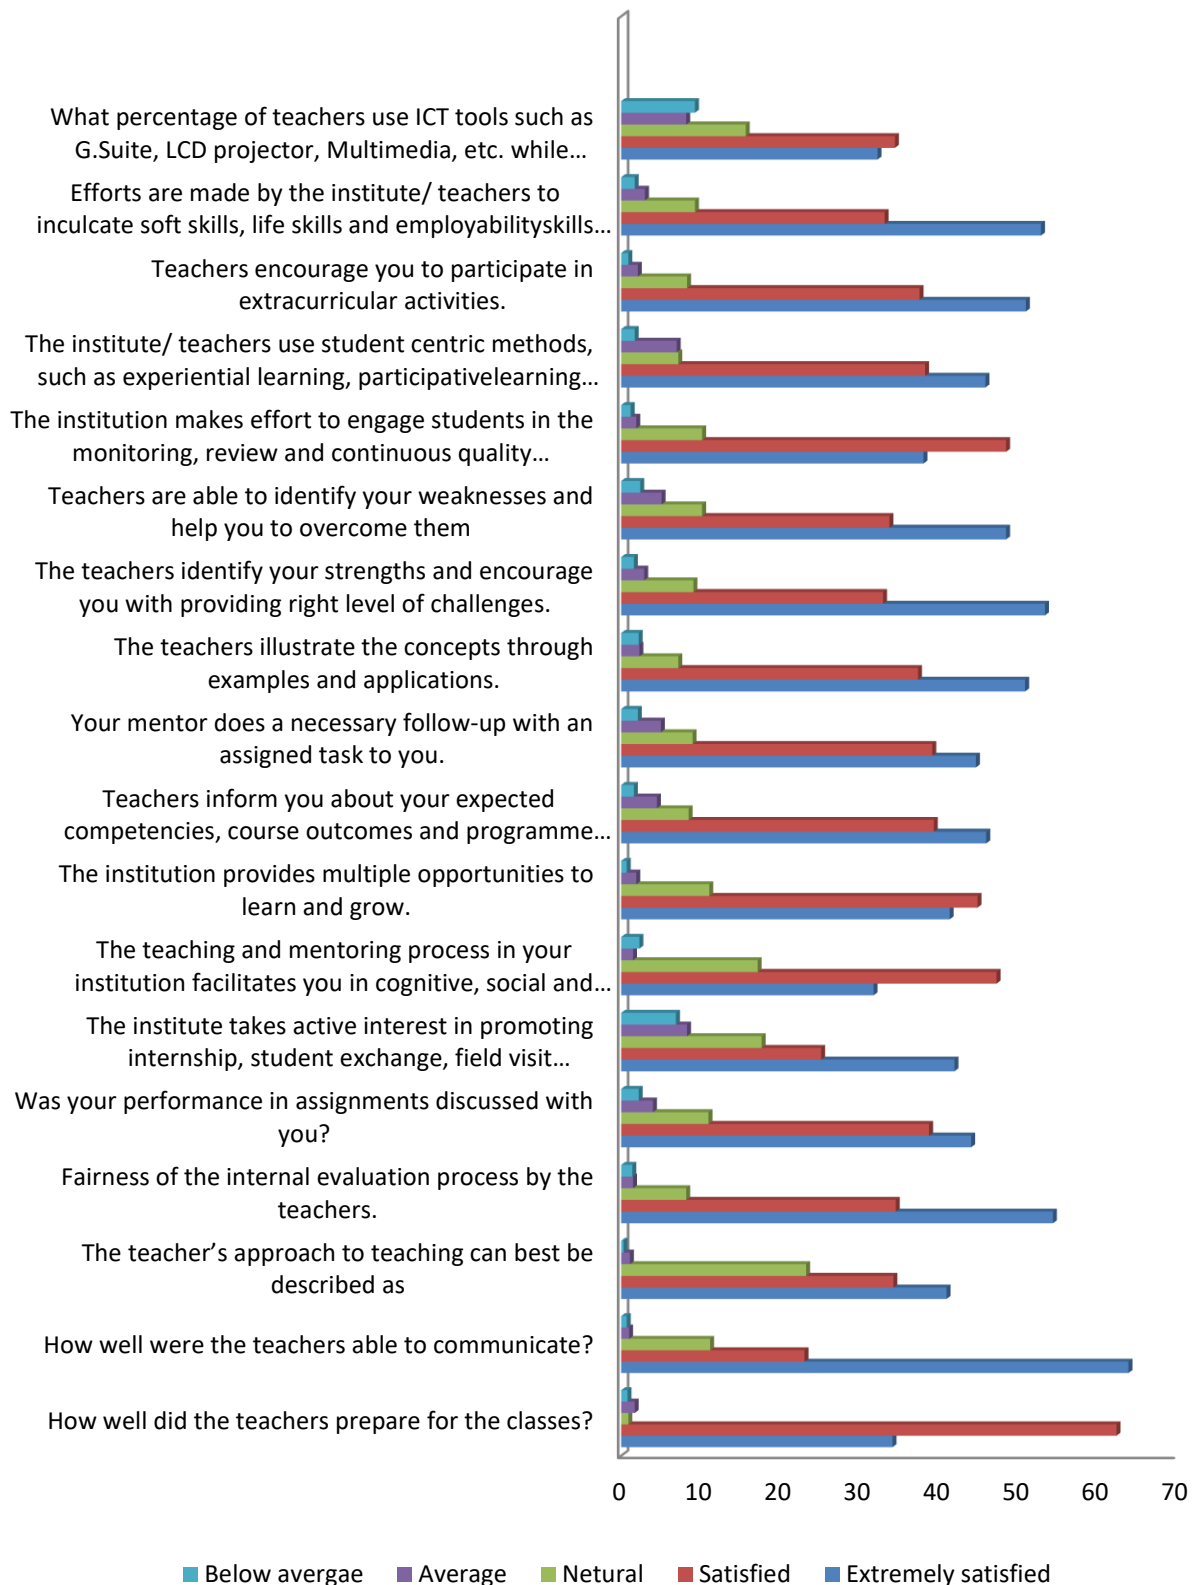 What percentage of teachers use ICT tools such as
G.Suite, LCD projector, Multimedia, etc. while...
Efforts are made by the institute/ teachers to
inculcate soft skills, life skills and employabilityskills...
Teachers encourage you to participate in
extracurricular activities.
The institute/ teachers use student centric methods,
such as experiential learning, participativelearning...
The institution makes effort to engage students in the
monitoring, review and continuous quality...
Teachers are able to identify your weaknesses and
help you to overcome them
The teachers identify your strengths and encourage
you with providing right level of challenges.
The teachers illustrate the concepts through
examples and applications.
Your mentor does a necessary follow-up with an
assigned task to you.
Teachers inform you about your expected
competencies, course outcomes and programme...
The institution provides multiple opportunities to
learn and grow.
The teaching and mentoring process in your
institution facilitates you in cognitive, social and...
The institute takes active interest in promoting
internship, student exchange, field visit...
Was your performance in assignments discussed with
you?
Fairness of the internal evaluation process by the
teachers.
The teacher’s approach to teaching can best be
described as
How well were the teachers able to communicate?
How well did the teachers prepare for the classes?
0 10 20 30 40 50 60 70
Below avergae Average Netural Satisfied Extremely satisfied